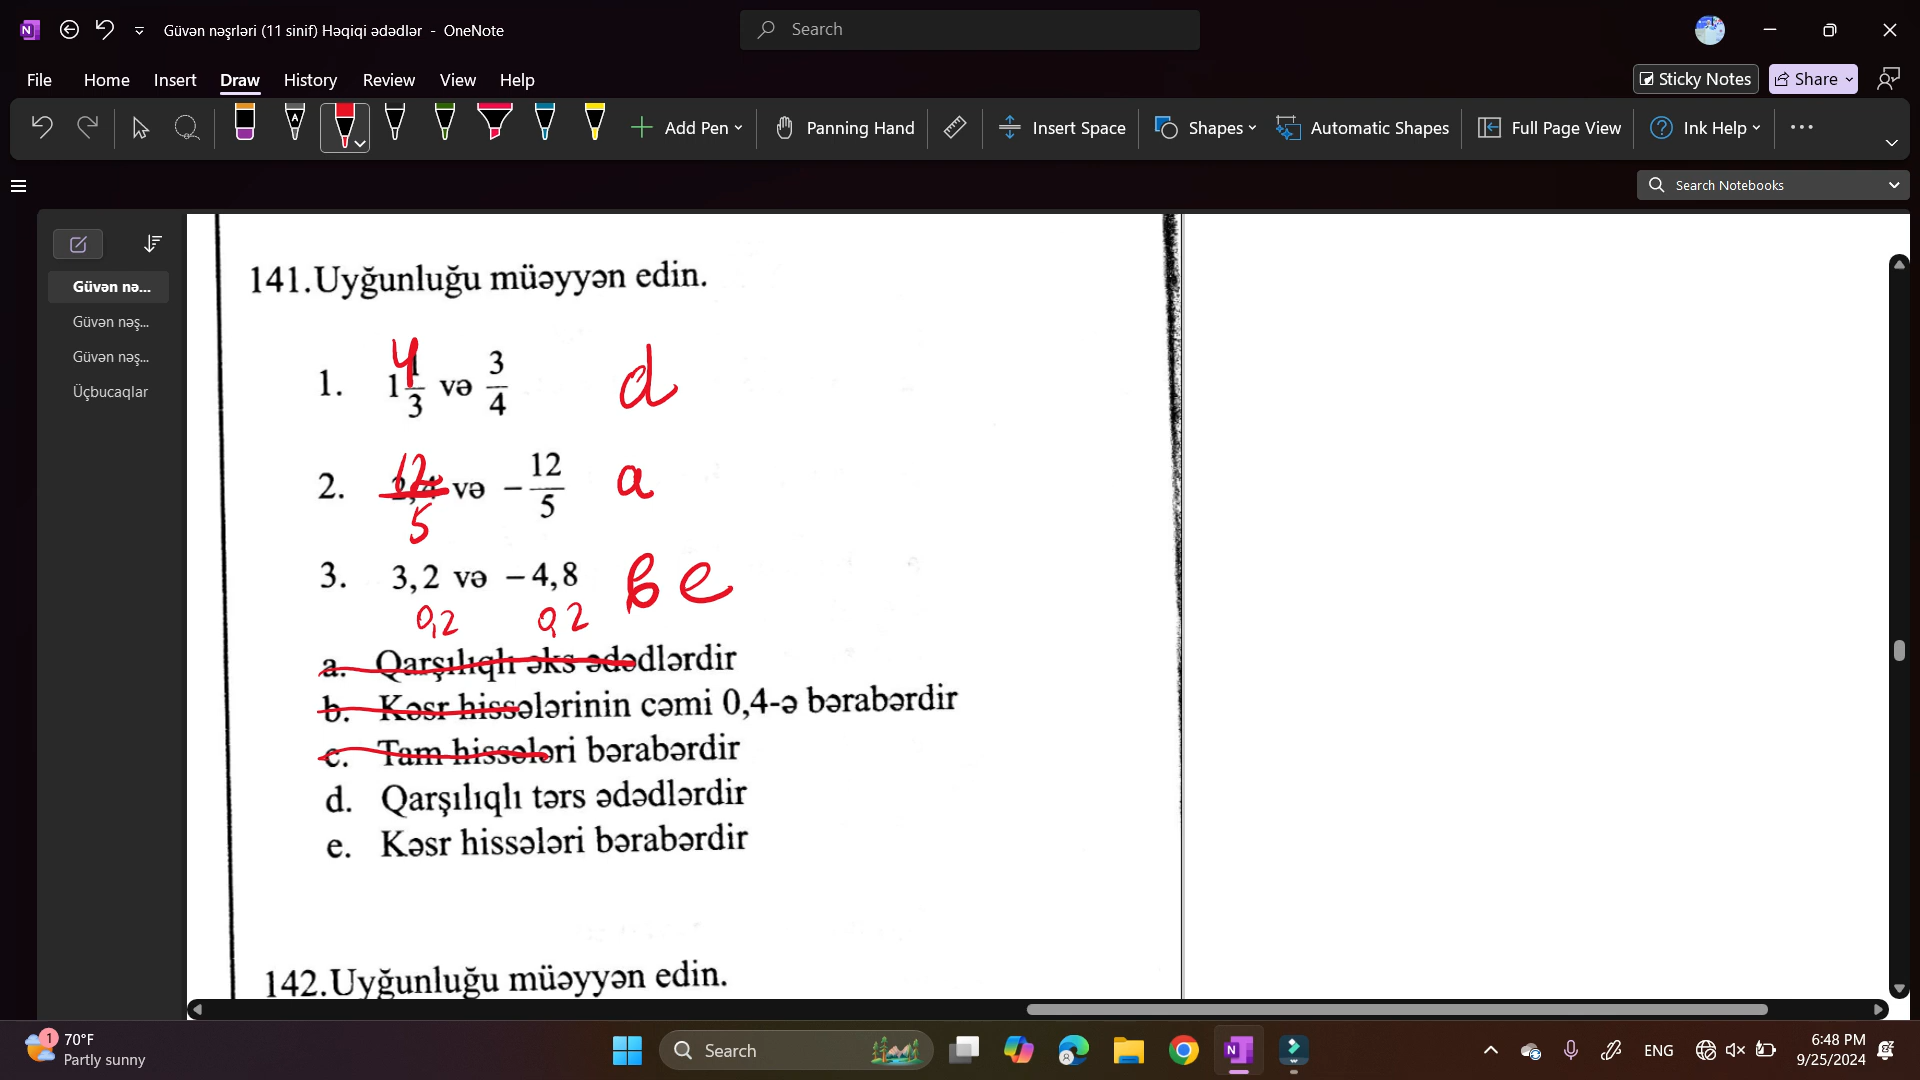 Güvən nəşrləri (11 sinif) Həqiqi ədədlər - OneNote
Search
File Home Insert Draw History Review View Help
Sticky Notes Share
Add Pen Panning Hand Insert Space Shapes Automatic Shapes Full Page View Ink Help
Search Notebooks
Güvən nə...
Güvən nəş...
Güvən nəş...
Üçbucaqlar
141.Uyğunluğu müəyyən edin.
1. 1 4/3 və 3/4 d
2. 2,4 12/5 və -12/5 a
3. 3,2 və -4,8 b e
0,2 0,2
a. Qarşılıqlı əks ədədlərdir
b. Kəsr hissələrinin cəmi 0,4-ə bərabərdir
c. Tam hissələri bərabərdir
d. Qarşılıqlı tərs ədədlərdir
e. Kəsr hissələri bərabərdir
142.Uyğunluğu müəyyən edin.
1 70°F
Partly sunny
Search
ENG
6:48 PM
9/25/2024